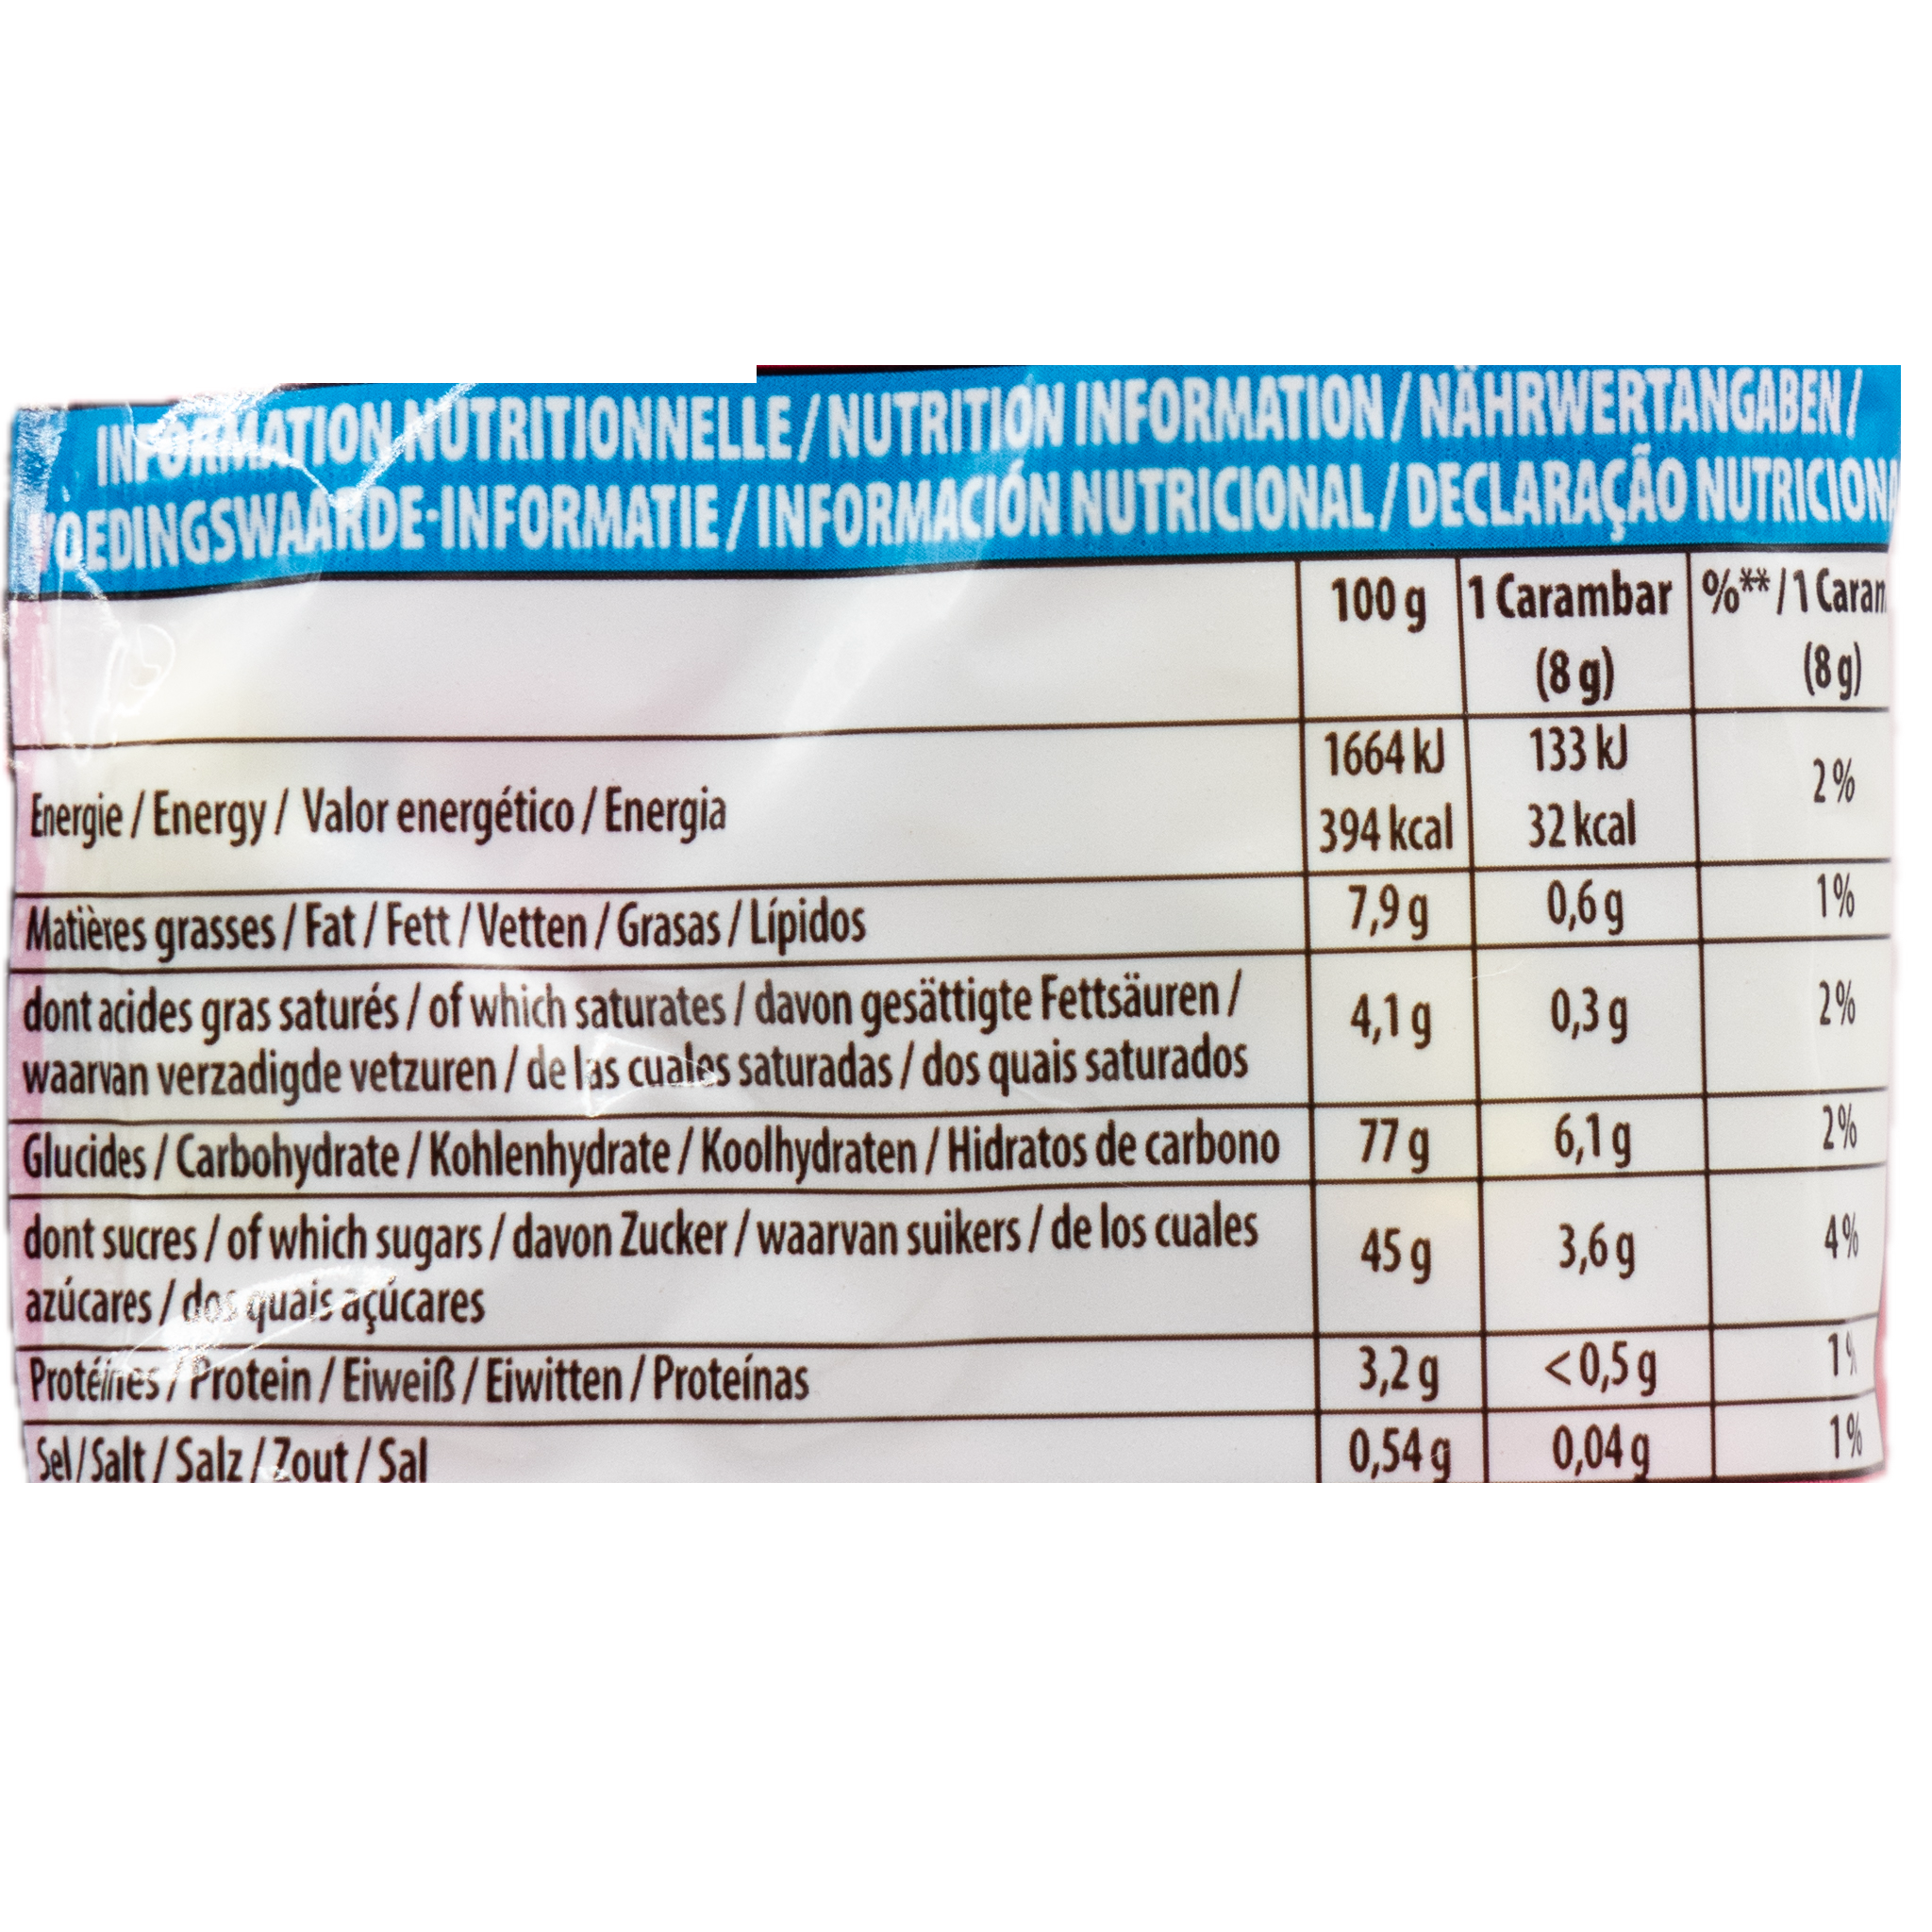 INFORMATION NUTRITIONNELLE / NUTRITION INFORMATION / NÄHRWERTANGABEN /
VOEDINGSWAARDE-INFORMATIE / INFORMACIÓN NUTRICIONAL / DECLARAÇÃO NUTRICIONA
100 g 1 Carambar %** / 1 Caram
(8 g) (8 g)
1664 kJ 133 kJ
Energie / Energy / Valor energético / Energia 2 %
394 kcal 32 kcal
Matières grasses / Fat / Fett / Vetten / Grasas / Lípidos 7,9 g 0,6 g 1%
dont acides gras saturés / of which saturates / davon gesättigte Fettsäuren / 4,1 g 0,3 g 2%
waarvan verzadigde vetzuren / de las cuales saturadas / dos quais saturados
Glucides / Carbohydrate / Kohlenhydrate / Koolhydraten / Hidratos de carbono 77 g 6,1 g 2%
dont sucres / of which sugars / davon Zucker / waarvan suikers / de los cuales 45 g 3,6 g 4%
azúcares / dos quais açúcares
Protéines / Protein / Eiweiß / Eiwitten / Proteínas 3,2 g <0,5 g 1%
Sel / Salt / Salz / Zout / Sal 0,54 g 0,04 g 1%